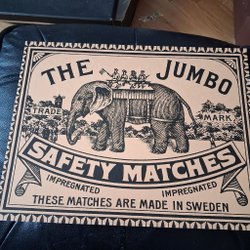 THE JUMBO
TRADE MARK
SAFETY MATCHES
IMPREGNATED IMPREGNATED
THESE MATCHES ARE MADE IN SWEDEN